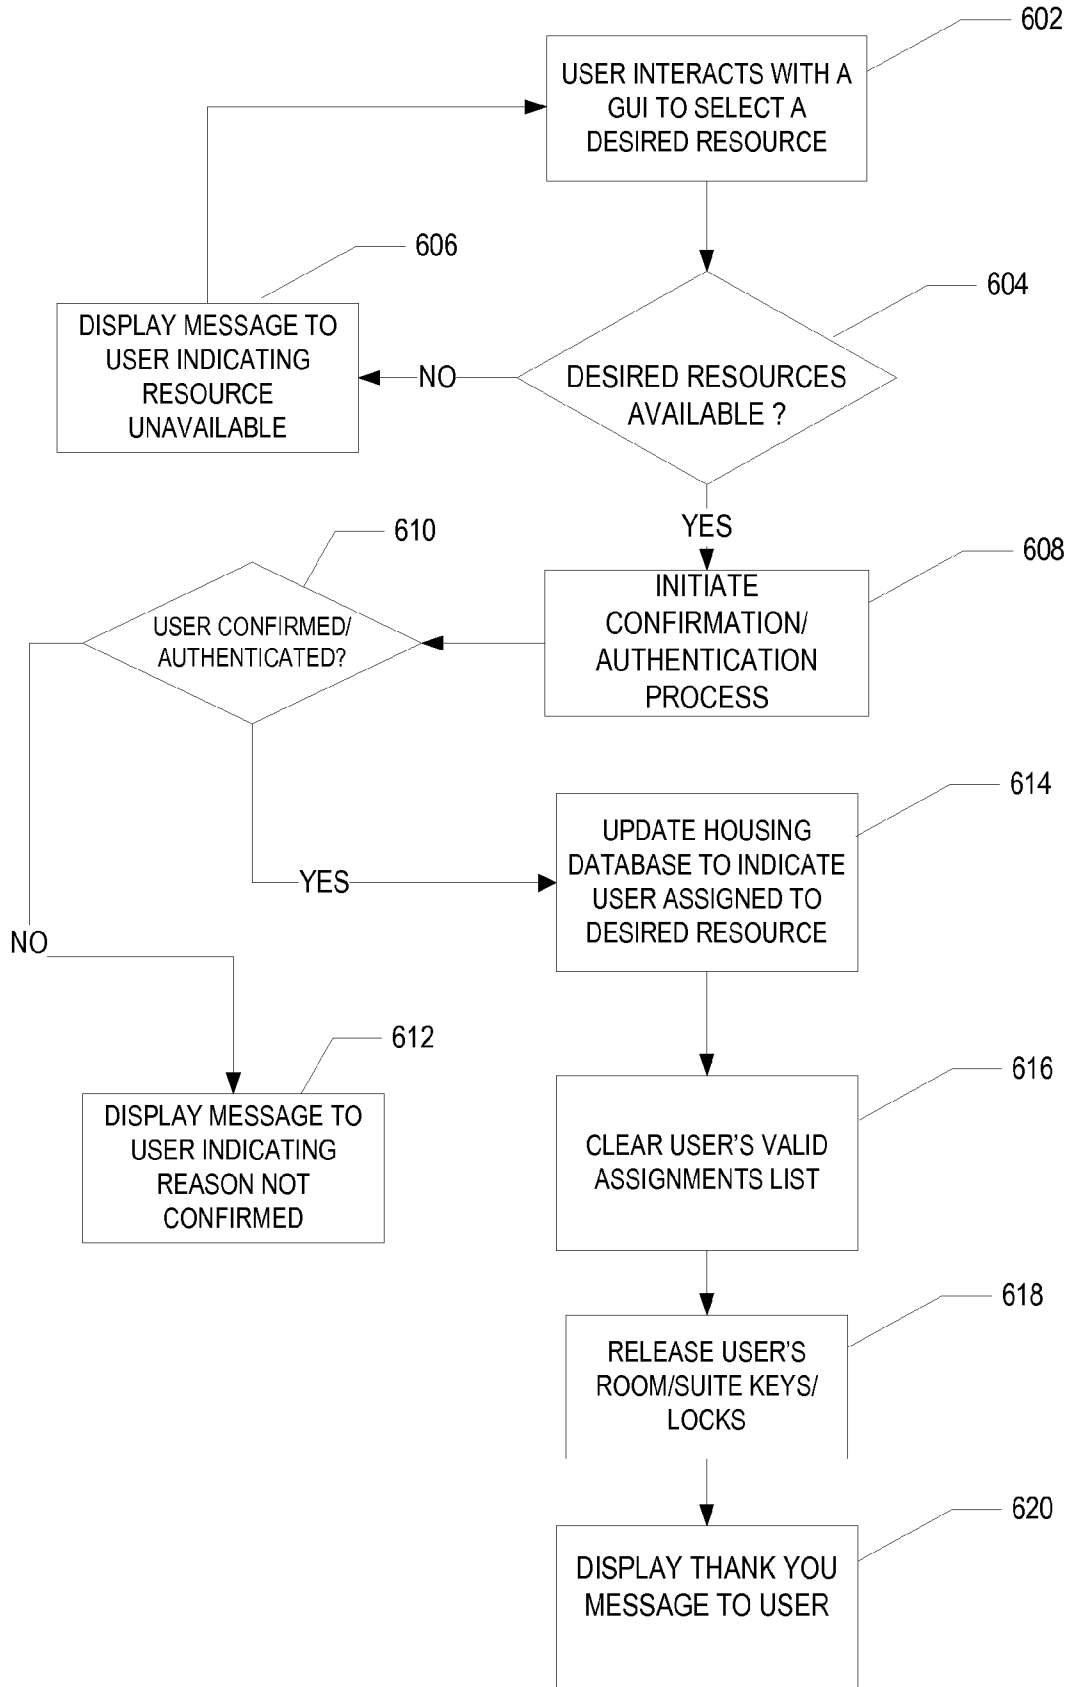 602
USER INTERACTS WITH A
GUI TO SELECT A
DESIRED RESOURCE
606
604
DISPLAY MESSAGE TO
USER INDICATING
RESOURCE
UNAVAILABLE
NO
DESIRED RESOURCES
AVAILABLE ?
YES
610
608
USER CONFIRMED/
AUTHENTICATED?
INITIATE
CONFIRMATION/
AUTHENTICATION
PROCESS
614
UPDATE HOUSING
DATABASE TO INDICATE
USER ASSIGNED TO
DESIRED RESOURCE
YES
NO
612
DISPLAY MESSAGE TO
USER INDICATING
REASON NOT
CONFIRMED
616
CLEAR USER'S VALID
ASSIGNMENTS LIST
618
RELEASE USER'S
ROOM/SUITE KEYS/
LOCKS
620
DISPLAY THANK YOU
MESSAGE TO USER